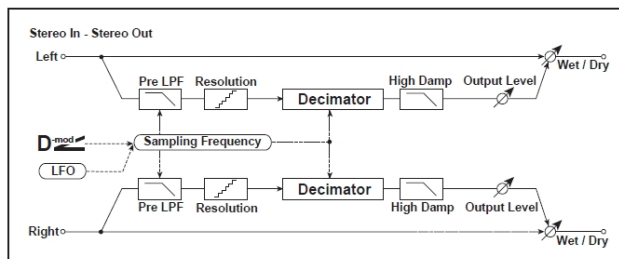 Stereo In - Stereo Out
Left
Wet / Dry
Pre LPF
Resolution
Decimator
High Damp
Output Level
D-mod
Sampling Frequency
LFO
Decimator
Pre LPF
Resolution
High Damp
Output Level
Right
Wet / Dry